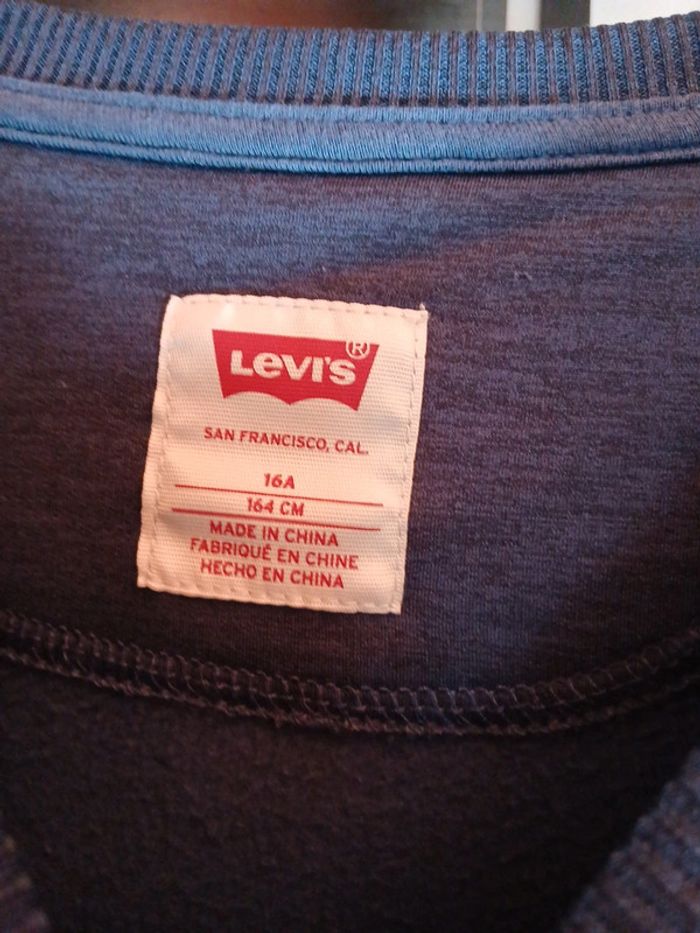 LEVI'S ®
SAN FRANCISCO, CAL.
16A
164 CM
MADE IN CHINA
FABRIQUÉ EN CHINE
HECHO EN CHINA